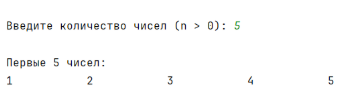 Введите количество чисел (n > 0): 5
Первые 5 чисел:
1 2 3 4 5